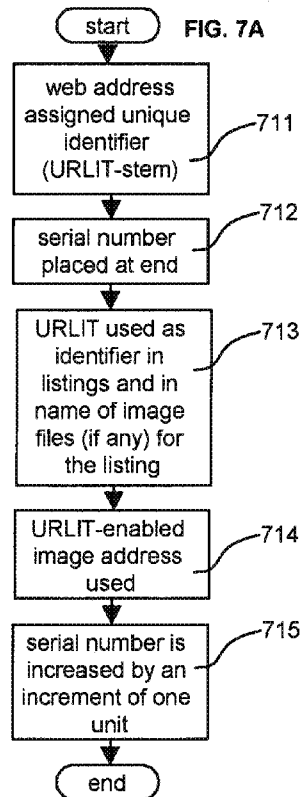 start FIG. 7A
web address
assigned unique
identifier
(URLIT-stem)
711
serial number
placed at end
712
URLIT used as
identifier in
listings and in
name of image
files (if any) for
the listing
713
URLIT-enabled
image address
used
714
serial number is
increased by an
increment of one
unit
715
end